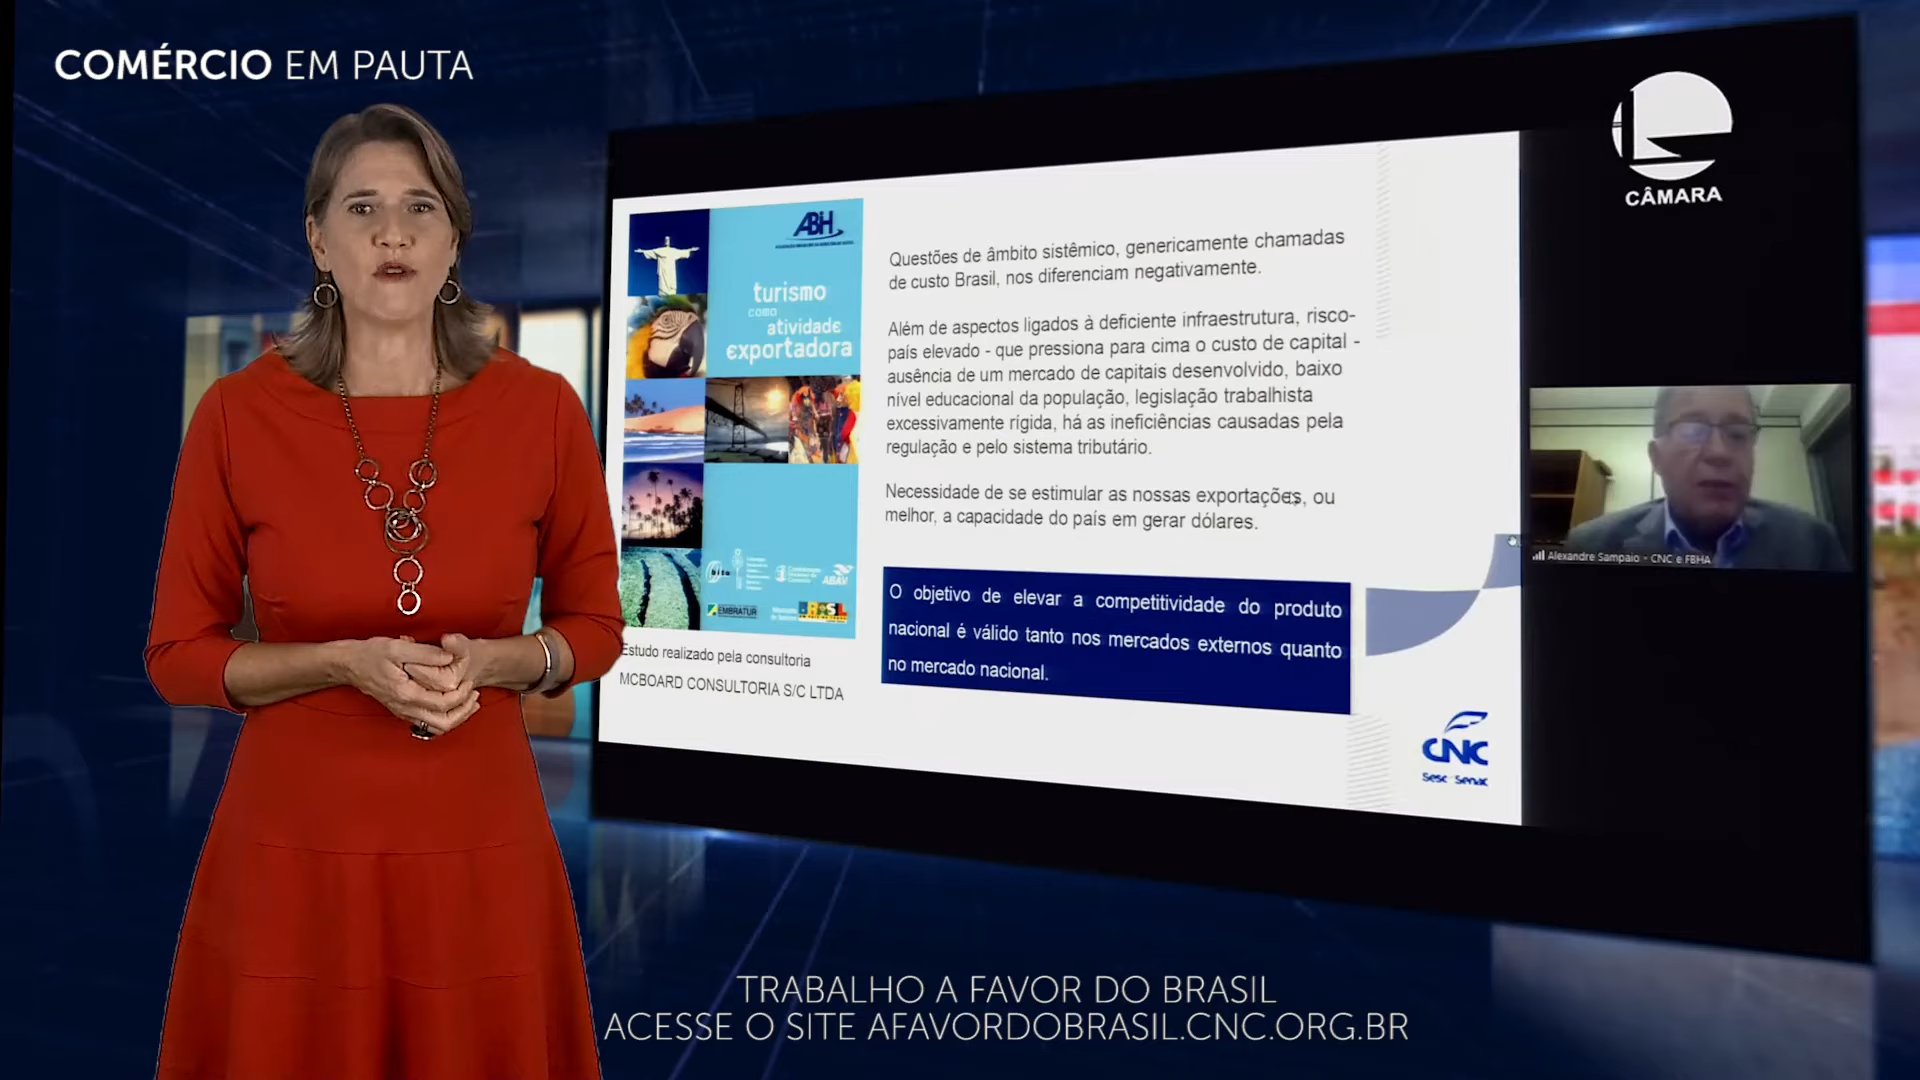 COMÉRCIO EM PAUTA
CÂMARA
ABIH
turismo
como
atividade
exportadora
EMBRATUR
ABAV
Estudo realizado pela consultoria
MCBOARD CONSULTORIA S/C LTDA
Questões de âmbito sistêmico, genericamente chamadas
de custo Brasil, nos diferenciam negativamente.
Além de aspectos ligados à deficiente infraestrutura, risco-
país elevado - que pressiona para cima o custo de capital -
ausência de um mercado de capitais desenvolvido, baixo
nível educacional da população, legislação trabalhista
excessivamente rígida, há as ineficiências causadas pela
regulação e pelo sistema tributário.
Necessidade de se estimular as nossas exportações, ou
melhor, a capacidade do país em gerar dólares.
O objetivo de elevar a competitividade do produto
nacional é válido tanto nos mercados externos quanto
no mercado nacional.
CNC
Sesc Senac
Alexandre Sampaio - CNC e FBHA
TRABALHO A FAVOR DO BRASIL
ACESSE O SITE AFAVORDOBRASIL.CNC.ORG.BR